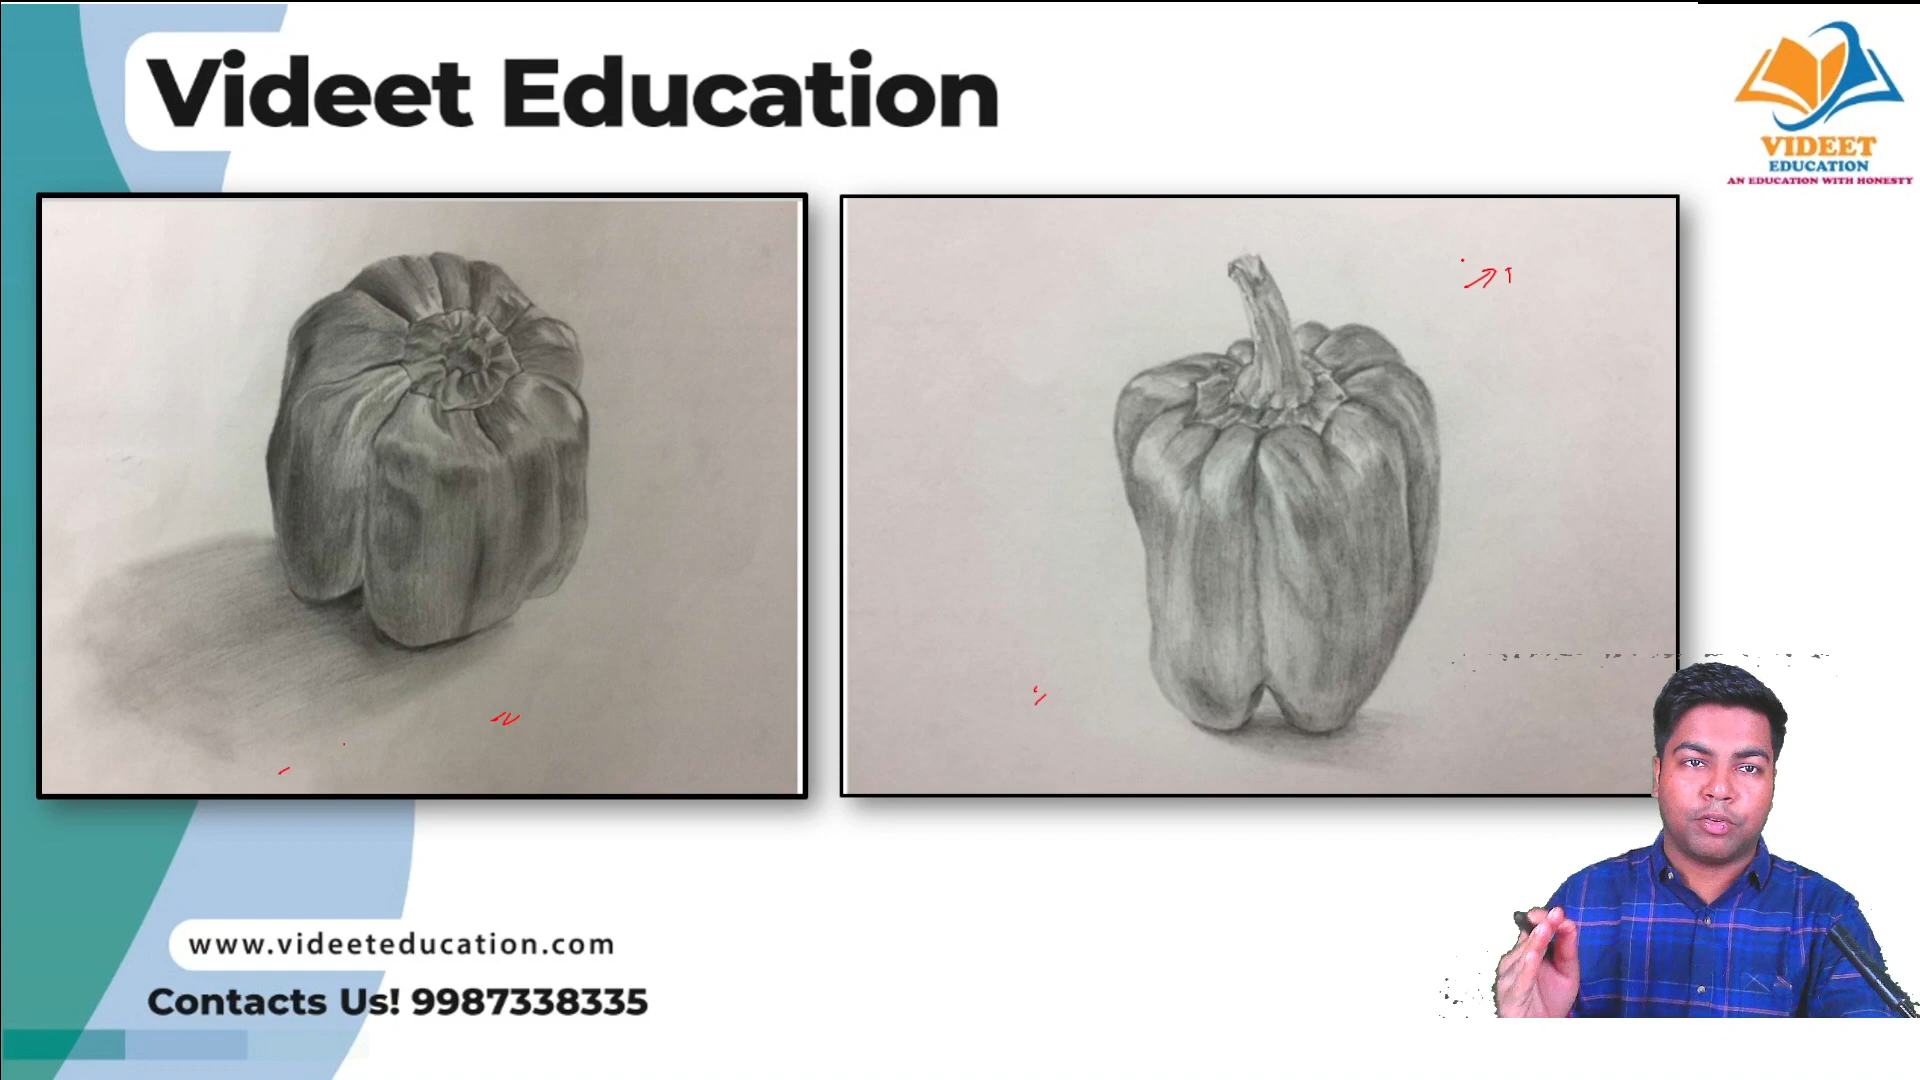 Videet Education
VIDEET
EDUCATION
AN EDUCATION WITH HONESTY
www.videeteducation.com
Contacts Us! 9987338335